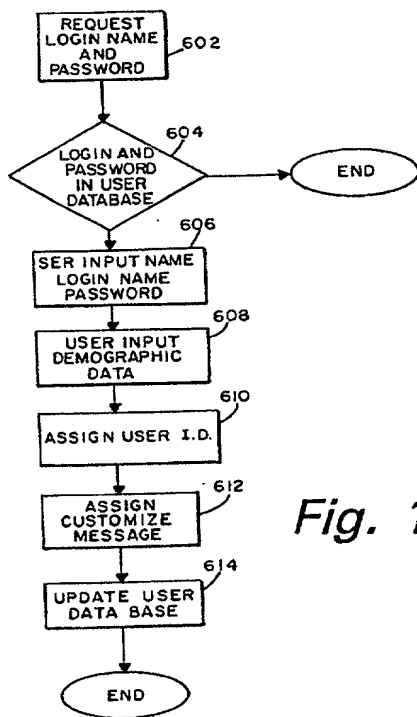 REQUEST
LOGIN NAME
AND
PASSWORD
602
604
LOGIN AND
PASSWORD
IN USER
DATABASE
END
606
SER INPUT NAME
LOGIN NAME
PASSWORD
608
USER INPUT
DEMOGRAPHIC
DATA
610
ASSIGN USER I.D.
612
ASSIGN
CUSTOMIZE
MESSAGE
Fig. 1
614
UPDATE USER
DATA BASE
END